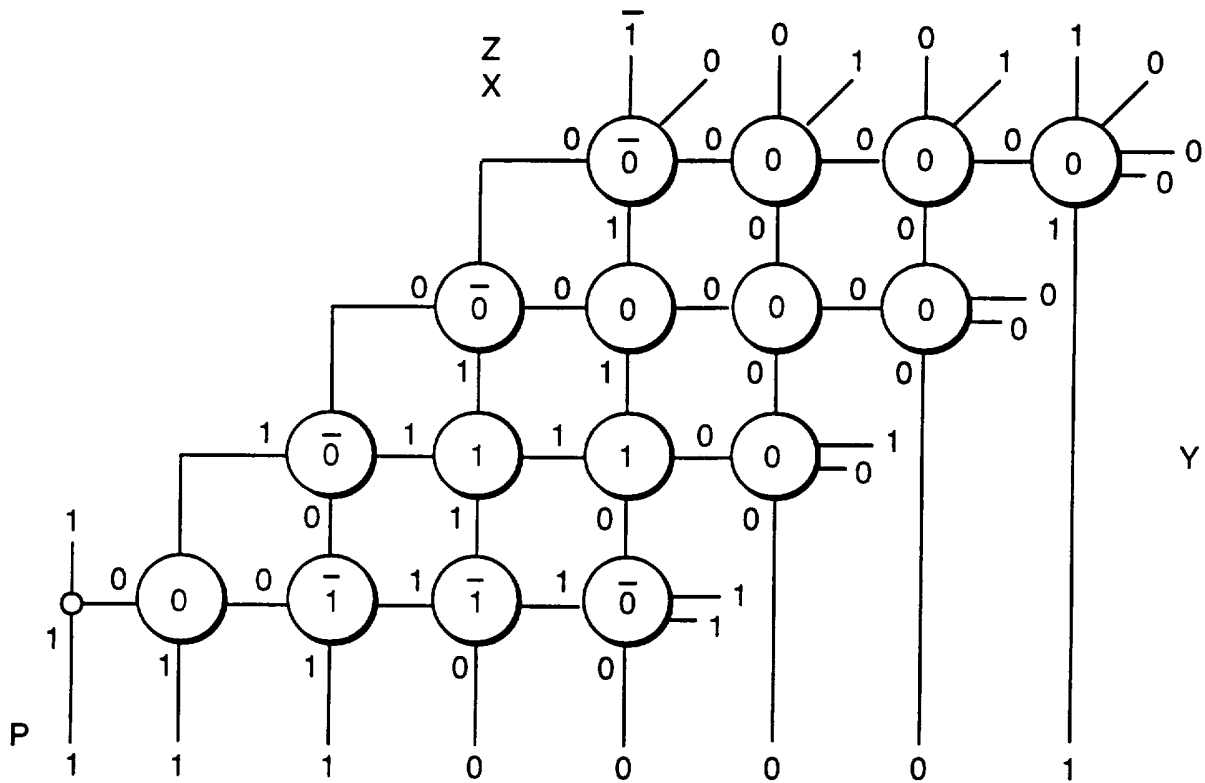 Z 1̅ 0 0 1
X 0 1 1 0
0 0̅ 0 0 0 0 0 0 0
0
1 0 0 1
0 0̅ 0 0 0 0 0 0 0
0
1 1 0 0
1 0̅ 1 1 1 1 0 0 1
0
Y
0 1 0 0
1
0 0 0 1̅ 1 1̅ 1 0̅ 1
1
1 1 1 0 0
P
1 1 1 0 0 0 0 1